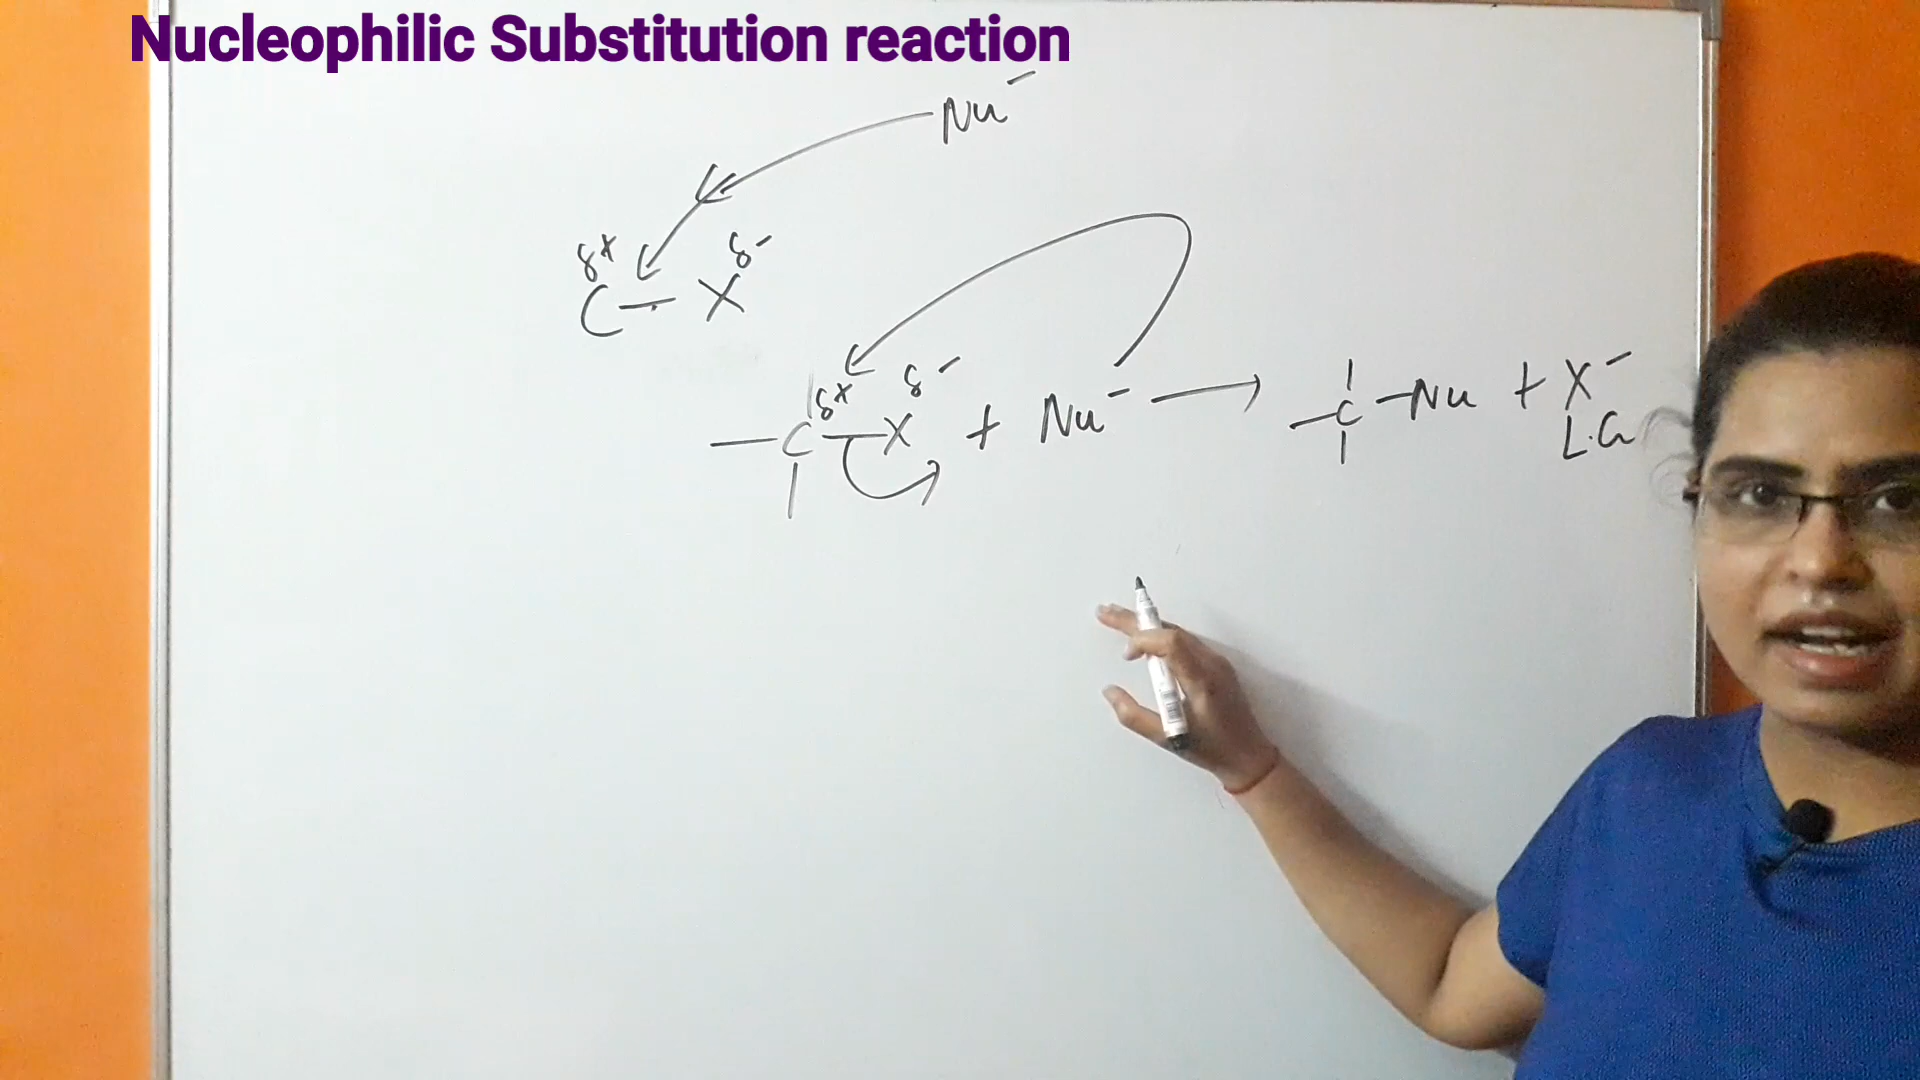 Nucleophilic Substitution reaction
Nu⁻
δ+ δ-
C - X
δ+ δ-
- C - X + Nu⁻ → - C - Nu + X⁻
L.G